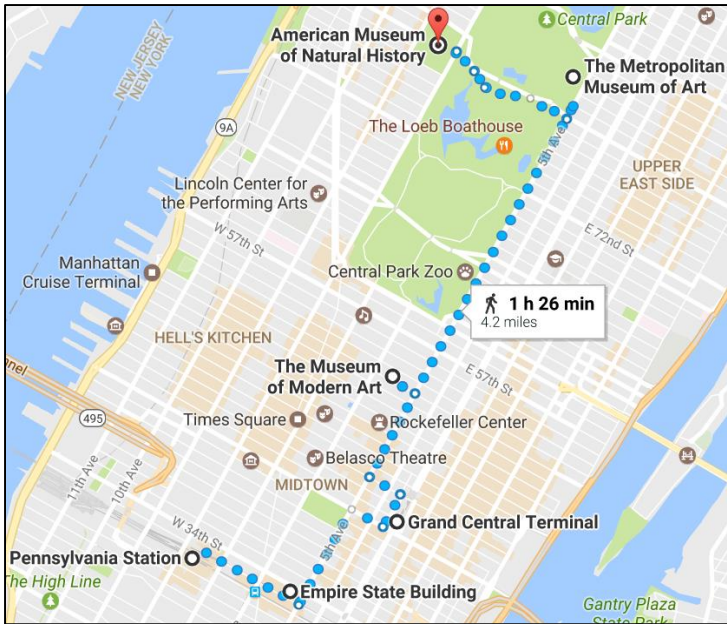 American Museum
of Natural History
Central Park
The Metropolitan
Museum of Art
NEW JERSEY
NEW YORK
9A
The Loeb Boathouse
5th Ave
UPPER
EAST SIDE
Lincoln Center for
the Performing Arts
W 57th St
E 72nd St
Manhattan
Cruise Terminal
Central Park Zoo
1 h 26 min
4.2 miles
HELL'S KITCHEN
The Museum
of Modern Art
E 57th St
Times Square
Rockefeller Center
495
Belasco Theatre
11th Ave
10th Ave
MIDTOWN
W 34th St
5th Ave
Grand Central Terminal
Pennsylvania Station
The High Line
Empire State Building
Gantry Plaza
State Park